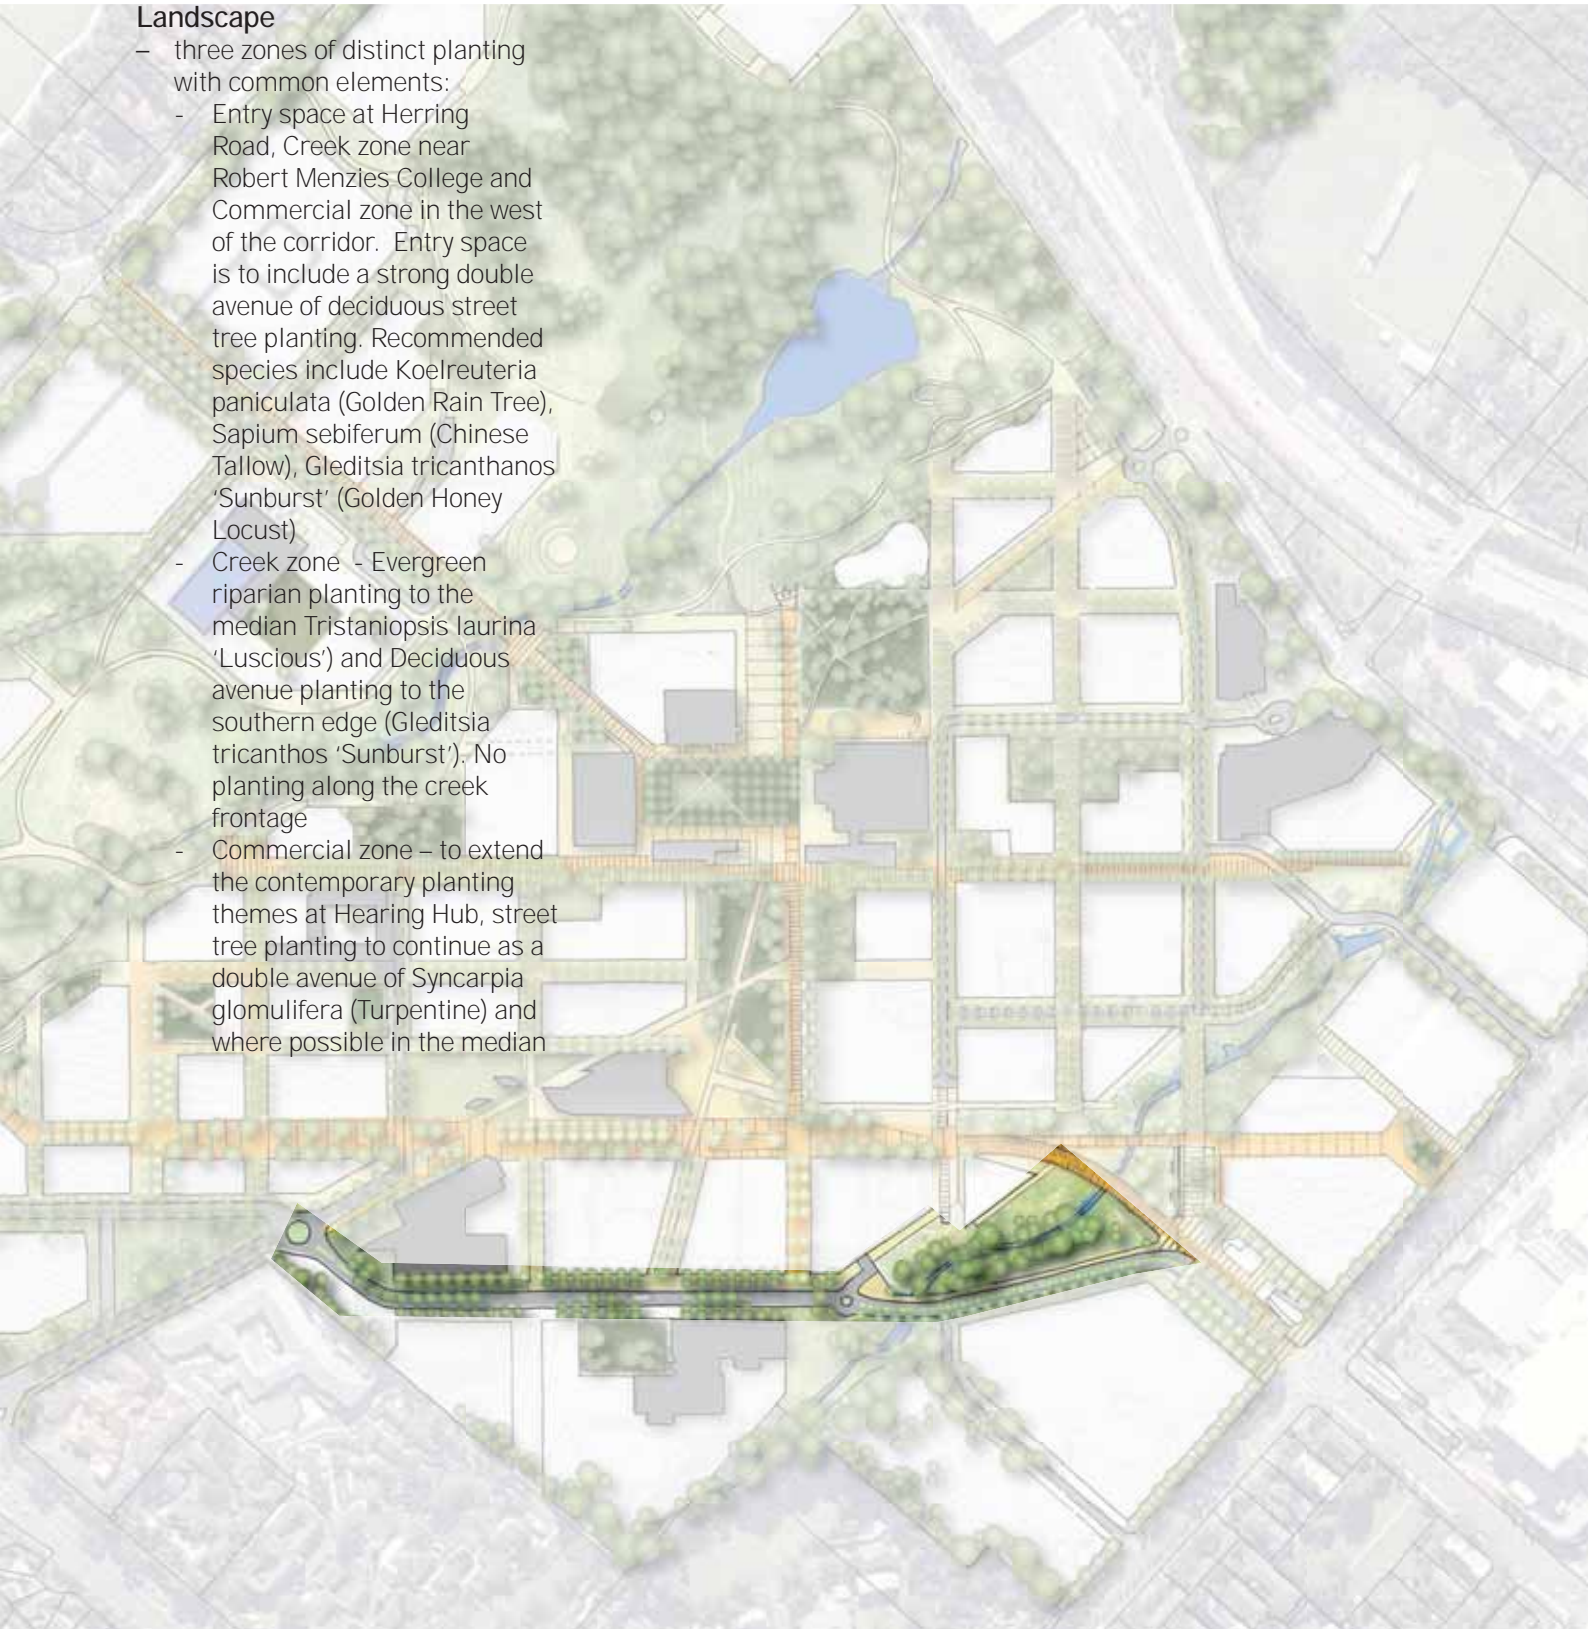 Landscape
– three zones of distinct planting
with common elements:
- Entry space at Herring
Road, Creek zone near
Robert Menzies College and
Commercial zone in the west
of the corridor. Entry space
is to include a strong double
avenue of deciduous street
tree planting. Recommended
species include Koelreuteria
paniculata (Golden Rain Tree),
Sapium sebiferum (Chinese
Tallow), Gleditsia tricanthanos
‘Sunburst’ (Golden Honey
Locust)
- Creek zone - Evergreen
riparian planting to the
median Tristaniopsis laurina
‘Luscious’) and Deciduous
avenue planting to the
southern edge (Gleditsia
tricanthos ‘Sunburst’). No
planting along the creek
frontage
- Commercial zone – to extend
the contemporary planting
themes at Hearing Hub, street
tree planting to continue as a
double avenue of Syncarpia
glomulifera (Turpentine) and
where possible in the median